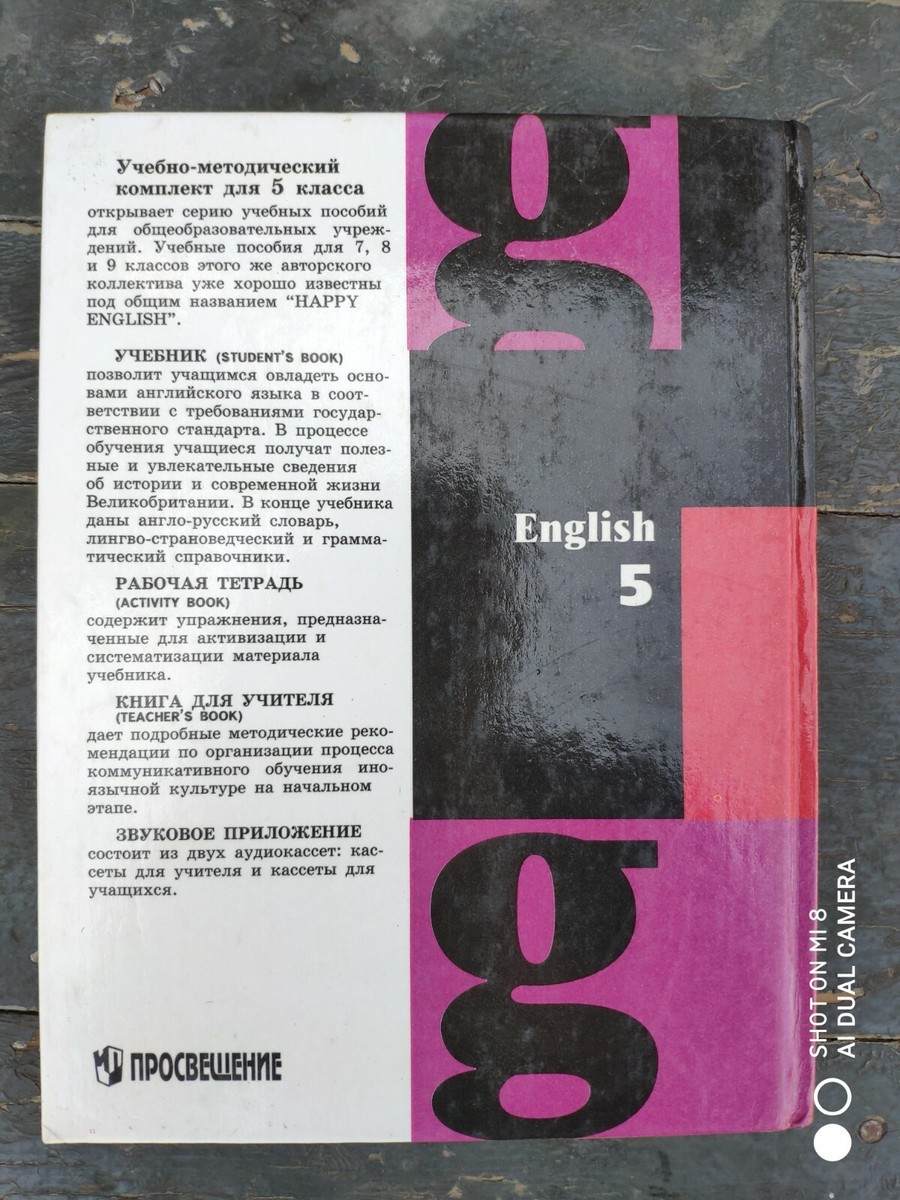 Учебно-методический
комплект для 5 класса
открывает серию учебных пособий
для общеобразовательных учреж-
дений. Учебные пособия для 7, 8
и 9 классов этого же авторского
коллектива уже хорошо известны
под общим названием “HAPPY
ENGLISH”.
УЧЕБНИК (STUDENT'S BOOK)
позволит учащимся овладеть осно-
вами английского языка в соот-
ветствии с требованиями государ-
ственного стандарта. В процессе
обучения учащиеся получат полез-
ные и увлекательные сведения
об истории и современной жизни
Великобритании. В конце учебника
даны англо-русский словарь,
лингво-страноведческий и грамма-
тический справочники.
РАБОЧАЯ ТЕТРАДЬ
(ACTIVITY BOOK)
содержит упражнения, предназна-
ченные для активизации и
систематизации материала
учебника.
КНИГА ДЛЯ УЧИТЕЛЯ
(TEACHER'S BOOK)
дает подробные методические реко-
мендации по организации процесса
коммуникативного обучения ино-
язычной культуре на начальном
этапе.
ЗВУКОВОЕ ПРИЛОЖЕНИЕ
состоит из двух аудиокассет: кас-
сеты для учителя и кассеты для
учащихся.
ПРОСВЕЩЕНИЕ
g
English
5
g
SHOT ON MI 8
AI DUAL CAMERA